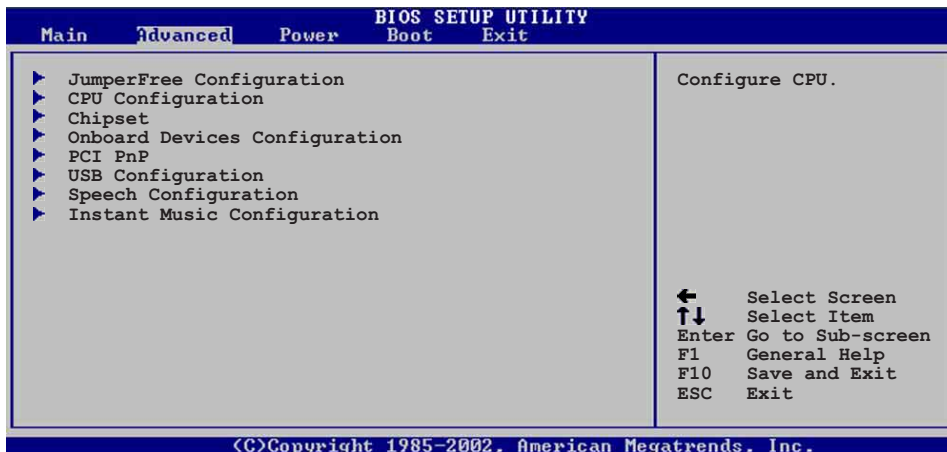 BIOS SETUP UTILITY
Main Advanced Power Boot Exit
JumperFree Configuration
CPU Configuration
Chipset
Onboard Devices Configuration
PCI PnP
USB Configuration
Speech Configuration
Instant Music Configuration
Configure CPU.
Select Screen
Select Item
Enter Go to Sub-screen
F1 General Help
F10 Save and Exit
ESC Exit
(C)Copyright 1985-2002, American Megatrends, Inc.